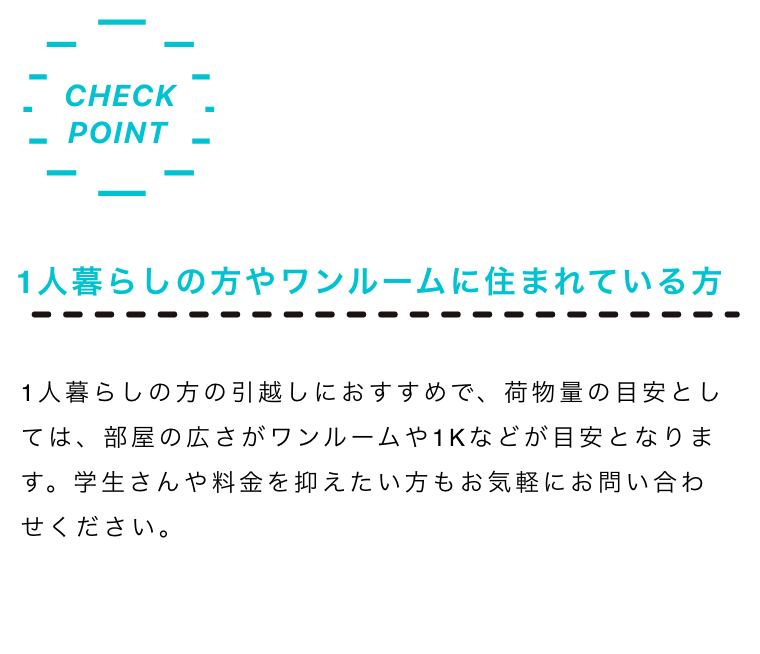 CHECK
POINT
1人暮らしの方やワンルームに住まれている方
1人暮らしの方の引越しにおすすめで、荷物量の目安とし
ては、部屋の広さがワンルームや1Kなどが目安となりま
す。学生さんや料金を抑えたい方もお気軽にお問い合わ
せください。